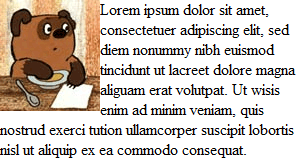 Lorem ipsum dolor sit amet,
consectetuer adipiscing elit, sed
diem nonummy nibh euismod
tincidunt ut lacreet dolore magna
aliguam erat volutpat. Ut wisis
enim ad minim veniam, quis
nostrud exerci tution ullamcorper suscipit lobortis
nisl ut aliquip ex ea commodo consequat.